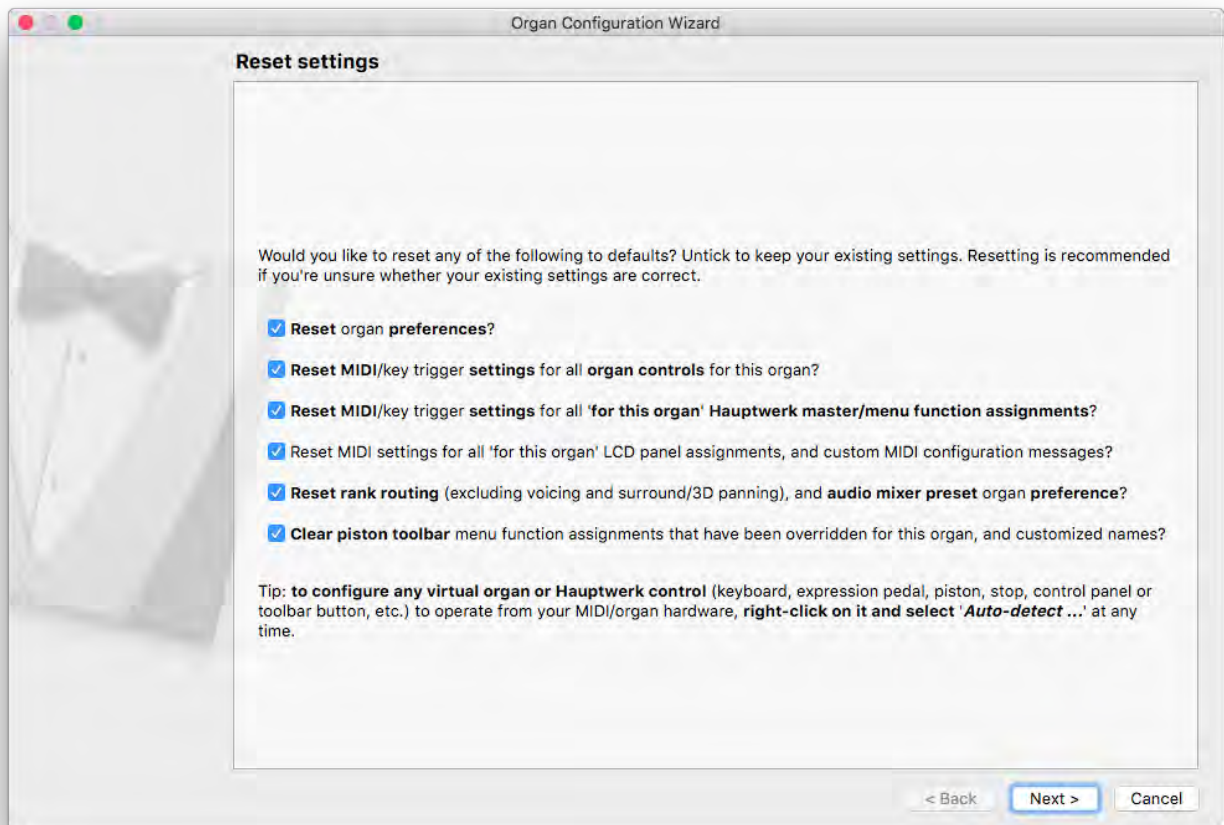 Organ Configuration Wizard
Reset settings
Would you like to reset any of the following to defaults? Untick to keep your existing settings. Resetting is recommended
if you're unsure whether your existing settings are correct.
Reset organ preferences?
Reset MIDI/key trigger settings for all organ controls for this organ?
Reset MIDI/key trigger settings for all 'for this organ' Hauptwerk master/menu function assignments?
Reset MIDI settings for all 'for this organ' LCD panel assignments, and custom MIDI configuration messages?
Reset rank routing (excluding voicing and surround/3D panning), and audio mixer preset organ preference?
Clear piston toolbar menu function assignments that have been overridden for this organ, and customized names?
Tip: to configure any virtual organ or Hauptwerk control (keyboard, expression pedal, piston, stop, control panel or
toolbar button, etc.) to operate from your MIDI/organ hardware, right-click on it and select 'Auto-detect ...' at any
time.
< Back Next > Cancel